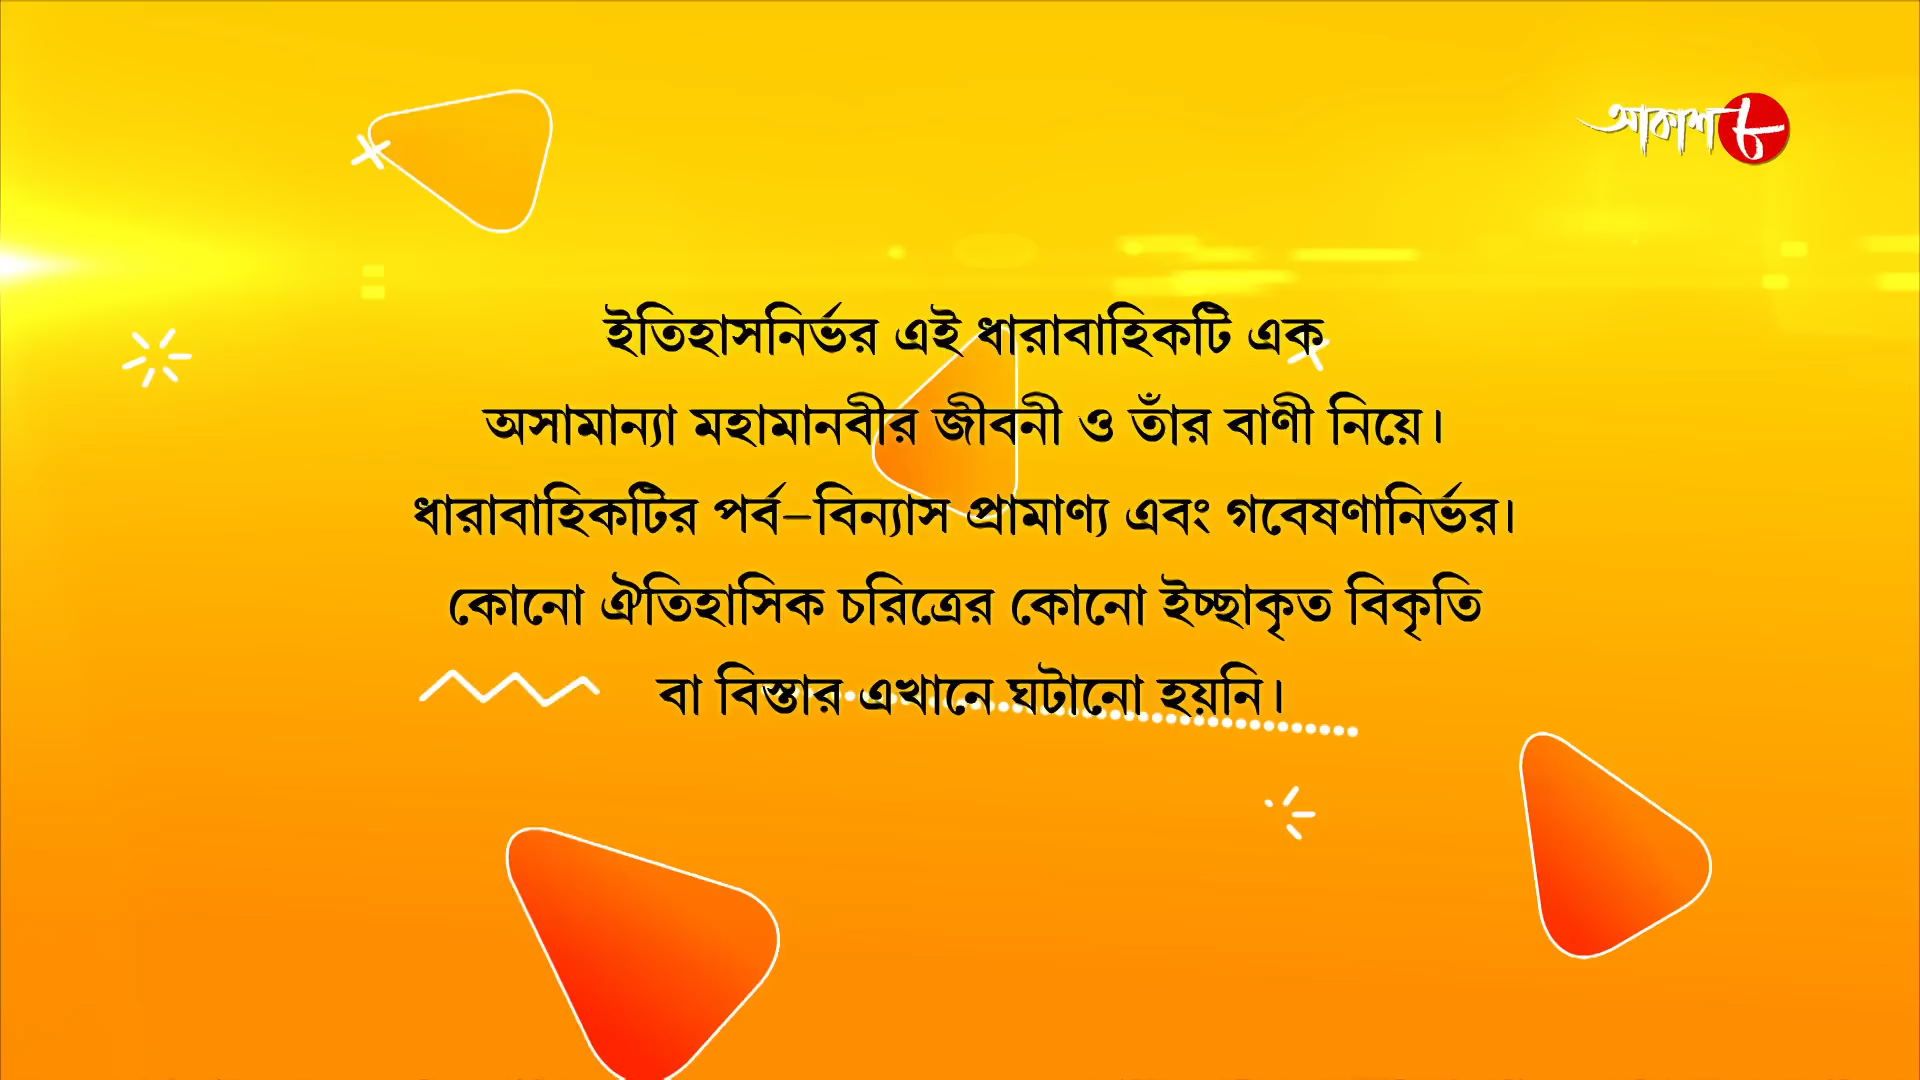 আকাশ ৮
ইতিহাসনির্ভর এই ধারাবাহিকটি এক
অসামান্যা মহামানবীর জীবনী ও তাঁর বাণী নিয়ে।
ধারাবাহিকটির পর্ব–বিন্যাস প্রামাণ্য এবং গবেষণানির্ভর।
কোনো ঐতিহাসিক চরিত্রের কোনো ইচ্ছাকৃত বিকৃতি
বা বিস্তার এখানে ঘটানো হয়নি।